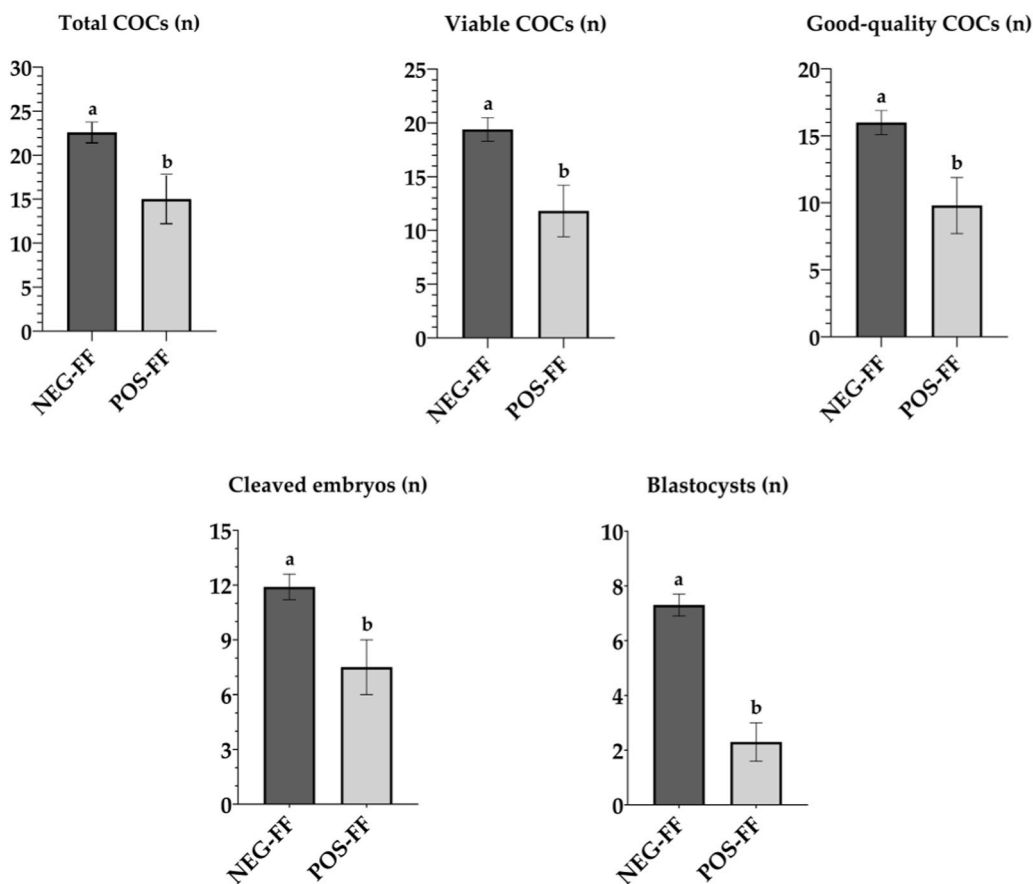 Total COCs (n)
30
25
20
15
10
5
0
a
b
NEG-FF
POS-FF
Viable COCs (n)
25
20
15
10
5
0
a
b
NEG-FF
POS-FF
Good-quality COCs (n)
20
15
10
5
0
a
b
NEG-FF
POS-FF
Cleaved embryos (n)
15
12
9
6
3
0
a
b
NEG-FF
POS-FF
Blastocysts (n)
10
8
6
4
2
0
a
b
NEG-FF
POS-FF